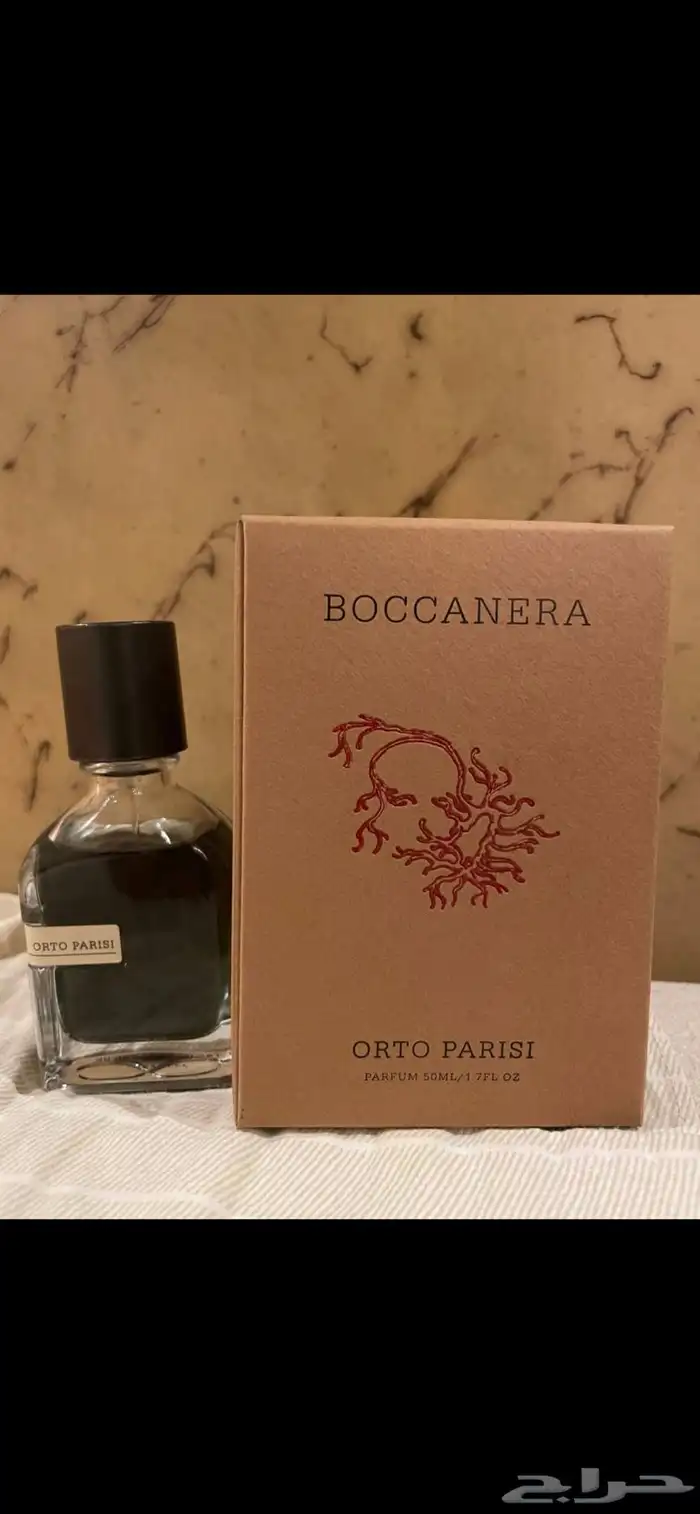 BOCCANERA
ORTO PARISI
ORTO PARISI
PARFUM 50ML/1.7FL OZ
حراج